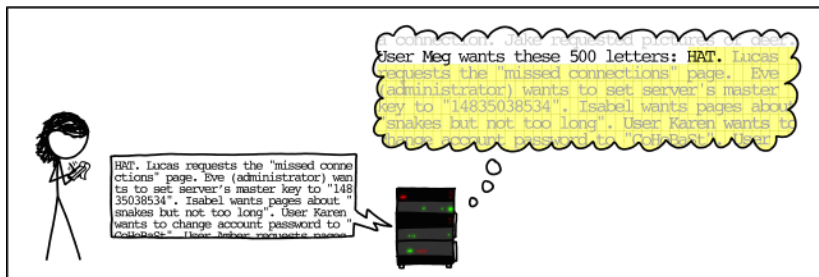 a connection. Jake requested pictures of deer.
User Meg wants these 500 letters: HAT. Lucas
requests the "missed connections" page. Eve
(administrator) wants to set server's master
key to "14835038534". Isabel wants pages about
"snakes but not too long". User Karen wants to
change account password to "CoHoBaSt". User
HAT. Lucas requests the "missed conne
ctions" page. Eve (administrator) wan
ts to set server's master key to "148
35038534". Isabel wants pages about "
snakes but not too long". User Karen
wants to change account password to "
CoHoBaSt". User Amber requests pages